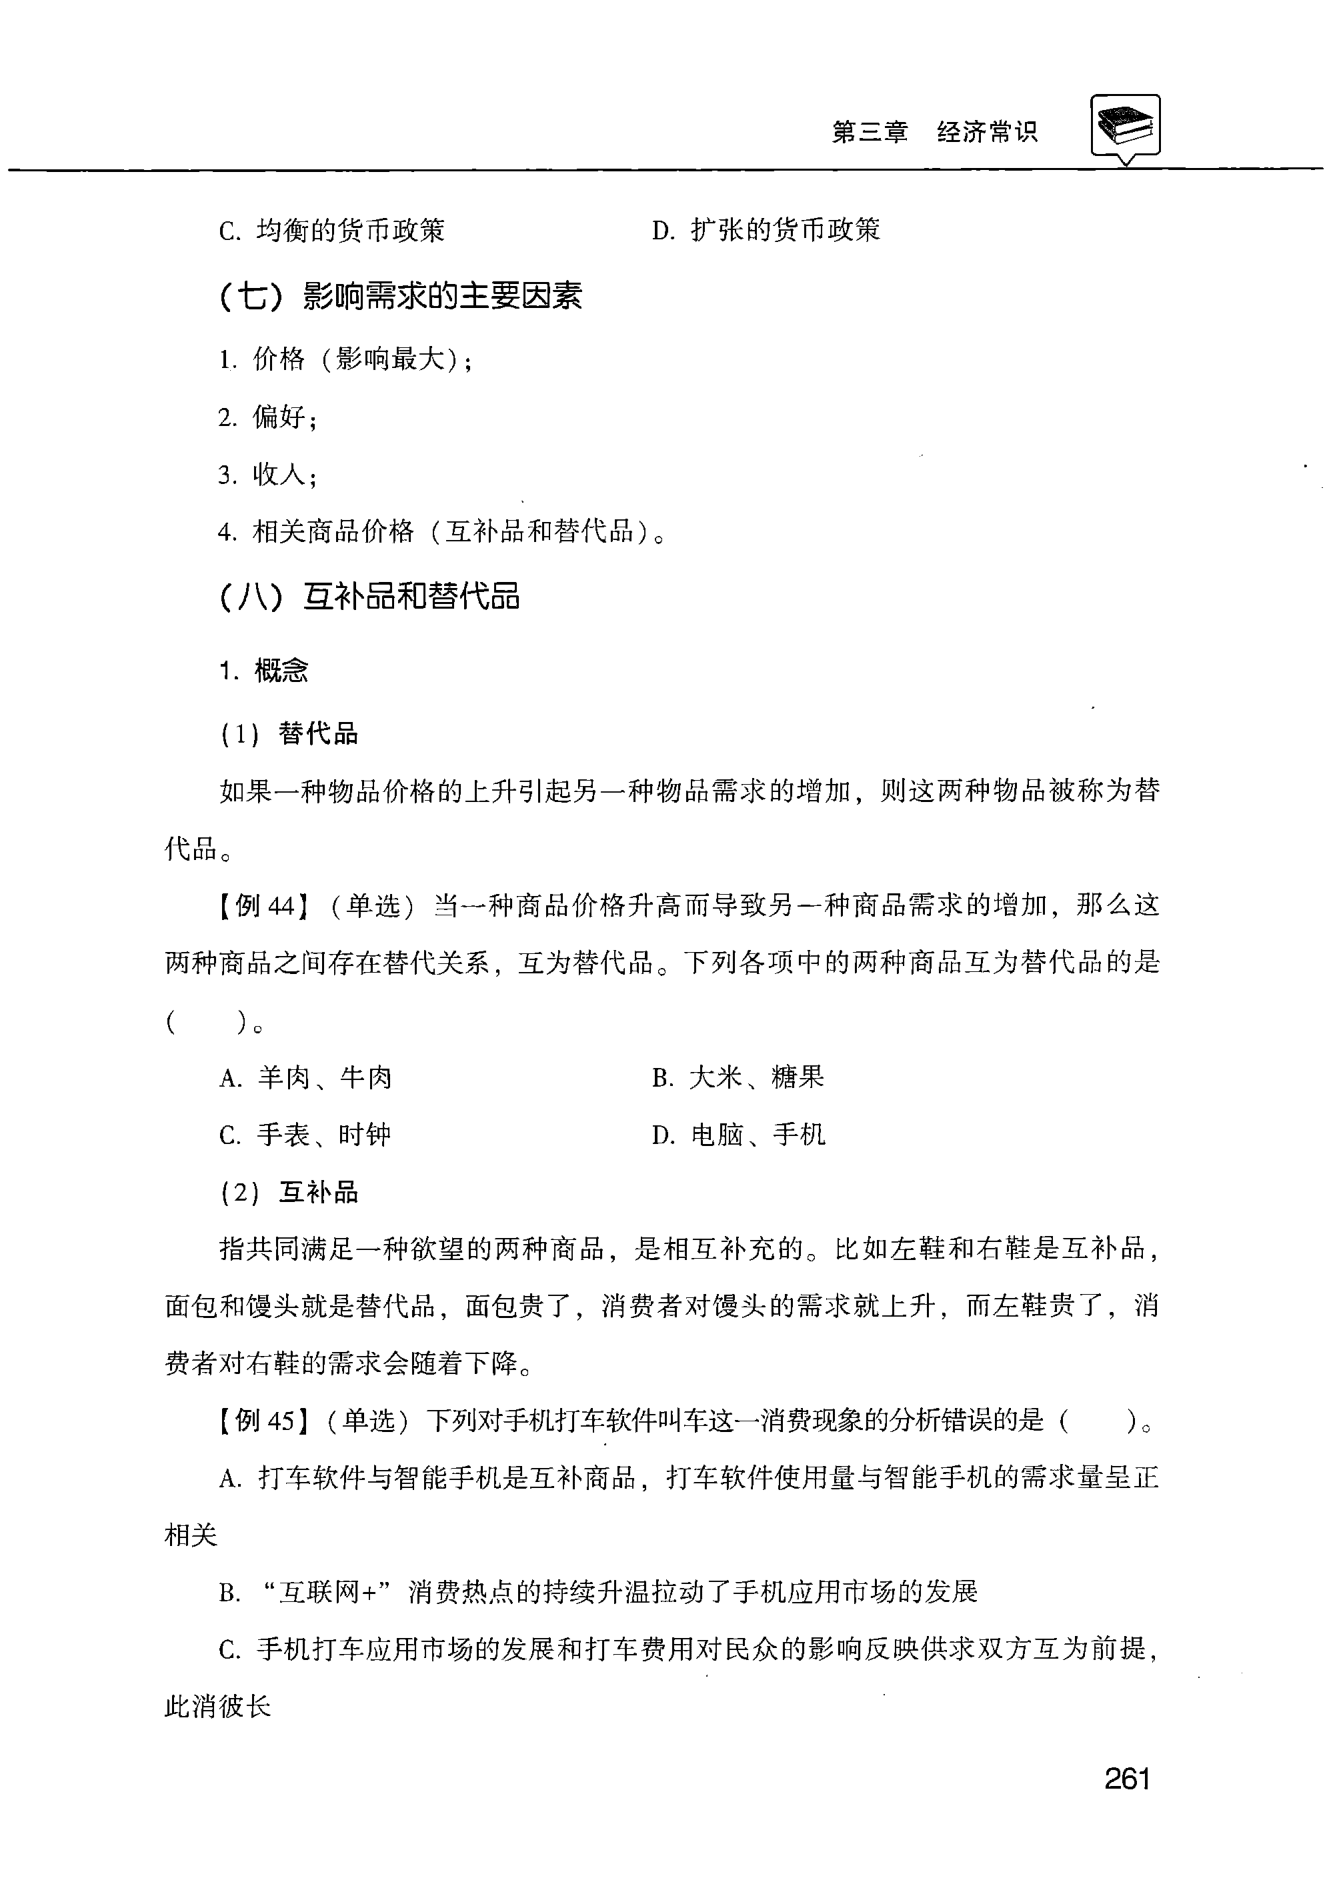 第三章 经济常识
C. 均衡的货币政策 D. 扩张的货币政策
（七）影响需求的主要因素
1. 价格（影响最大）；
2. 偏好；
3. 收人；
4. 相关商品价格（互补品和替代品）。
（八）互补品和替代品
1. 概念
（1）替代品
如果一种物品价格的上升引起另一种物品需求的增加，则这两种物品被称为替
代品。
【例 44】（单选）当一种商品价格升高而导致另一种商品需求的增加，那么这
两种商品之间存在替代关系，互为替代品。下列各项中的两种商品互为替代品的是
（ ）。
A. 羊肉、牛肉 B. 大米、糖果
C. 手表、时钟 D. 电脑、手机
（2）互补品
指共同满足一种欲望的两种商品，是相互补充的。比如左鞋和右鞋是互补品，
面包和馒头就是替代品，面包贵了，消费者对馒头的需求就上升，而左鞋贵了，消
费者对右鞋的需求会随着下降。
【例 45】（单选）下列对手机打车软件叫车这一消费现象的分析错误的是（ ）。
A. 打车软件与智能手机是互补商品，打车软件使用量与智能手机的需求量呈正
相关
B. “互联网+”消费热点的持续升温拉动了手机应用市场的发展
C. 手机打车应用市场的发展和打车费用对民众的影响反映供求双方互为前提，
此消彼长
261